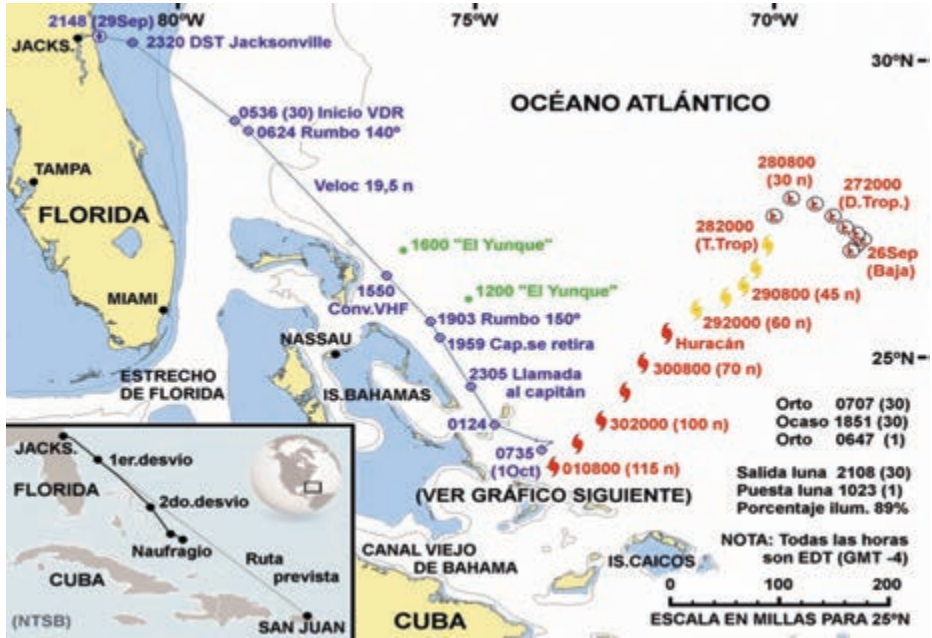 80ºW
75ºW
70ºW
2148 (29Sep)
JACKS.
2320 DST Jacksonville
30ºN
OCÉANO ATLÁNTICO
0536 (30) Inicio VDR
0624 Rumbo 140º
TAMPA
Veloc 19,5 n
FLORIDA
280800
(30 n)
272000
(D.Trop.)
282000
(T.Trop)
26Sep
(Baja)
1600 "El Yunque"
1550
Conv.VHF
1200 "El Yunque"
290800 (45 n)
292000 (60 n)
MIAMI
1903 Rumbo 150º
1959 Cap.se retira
Huracán
NASSAU
25ºN
300800 (70 n)
ESTRECHO
DE FLORIDA
IS.BAHAMAS
2305 Llamada
al capitán
0124
302000 (100 n)
Orto 0707 (30)
Ocaso 1851 (30)
Orto 0647 (1)
0735
(1Oct)
010800 (115 n)
(VER GRÁFICO SIGUIENTE)
Salida luna 2108 (30)
Puesta luna 1023 (1)
Porcentaje ilum. 89%
CANAL VIEJO
DE BAHAMA
IS.CAICOS
NOTA: Todas las horas
son EDT (GMT -4)
0 100 200
ESCALA EN MILLAS PARA 25ºN
CUBA
JACKS.
1er.desvio
FLORIDA
2do.desvio
Naufragio
Ruta
prevista
CUBA
(NTSB)
SAN JUAN